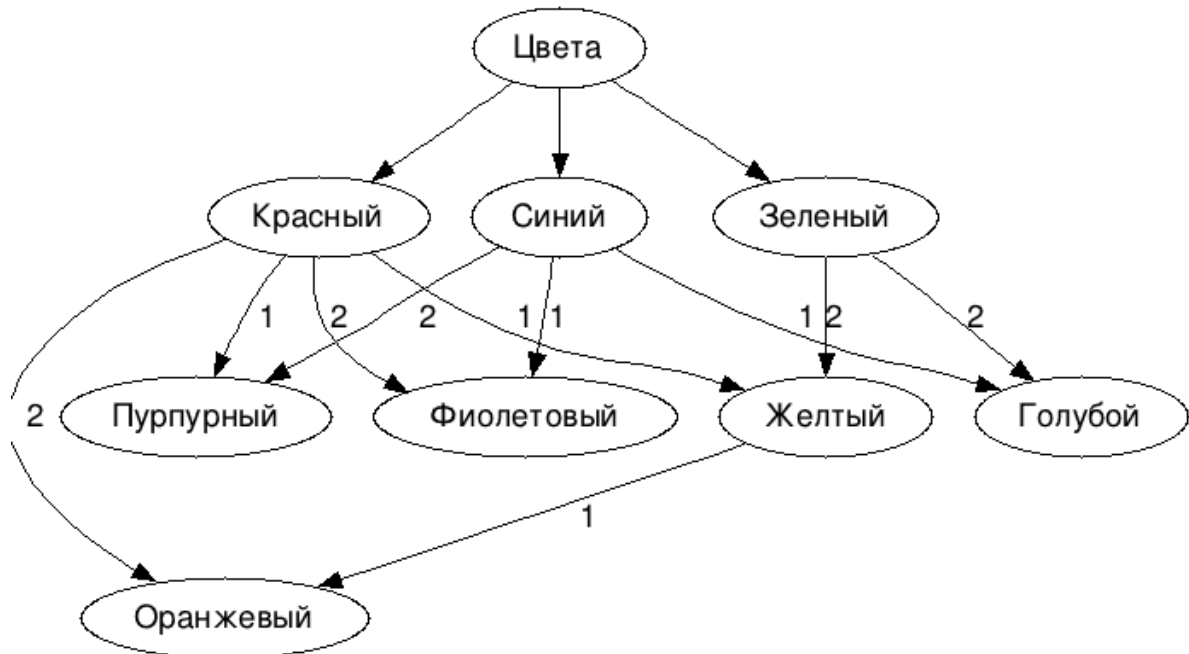 Цвета
Красный Синий Зеленый
1 2 2 1 1 1 2 2
2 Пурпурный Фиолетовый Желтый Голубой
1
Оранжевый